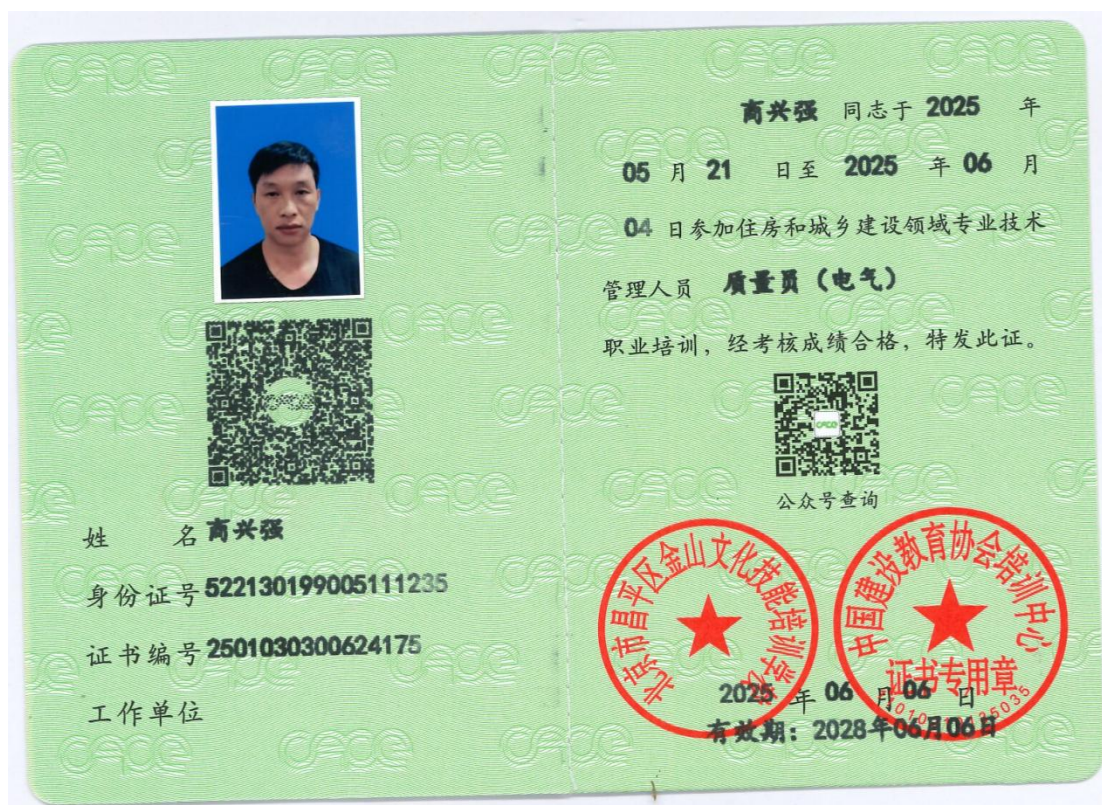 姓 名 商兴强
身份证号 522130199005111235
证书编号 2501030300624175
工作单位
商兴强 同志于 2025 年
05 月 21 日至 2025 年 06 月
04 日参加住房和城乡建设领域专业技术
管理人员 质量员（电气）
职业培训，经考核成绩合格，特发此证。
公众号查询
北京市昌平区金山文化技能培训学校
中国建设教育协会培训中心
证书专用章
2025 年 06 月 06 日
有效期：2028年06月06日